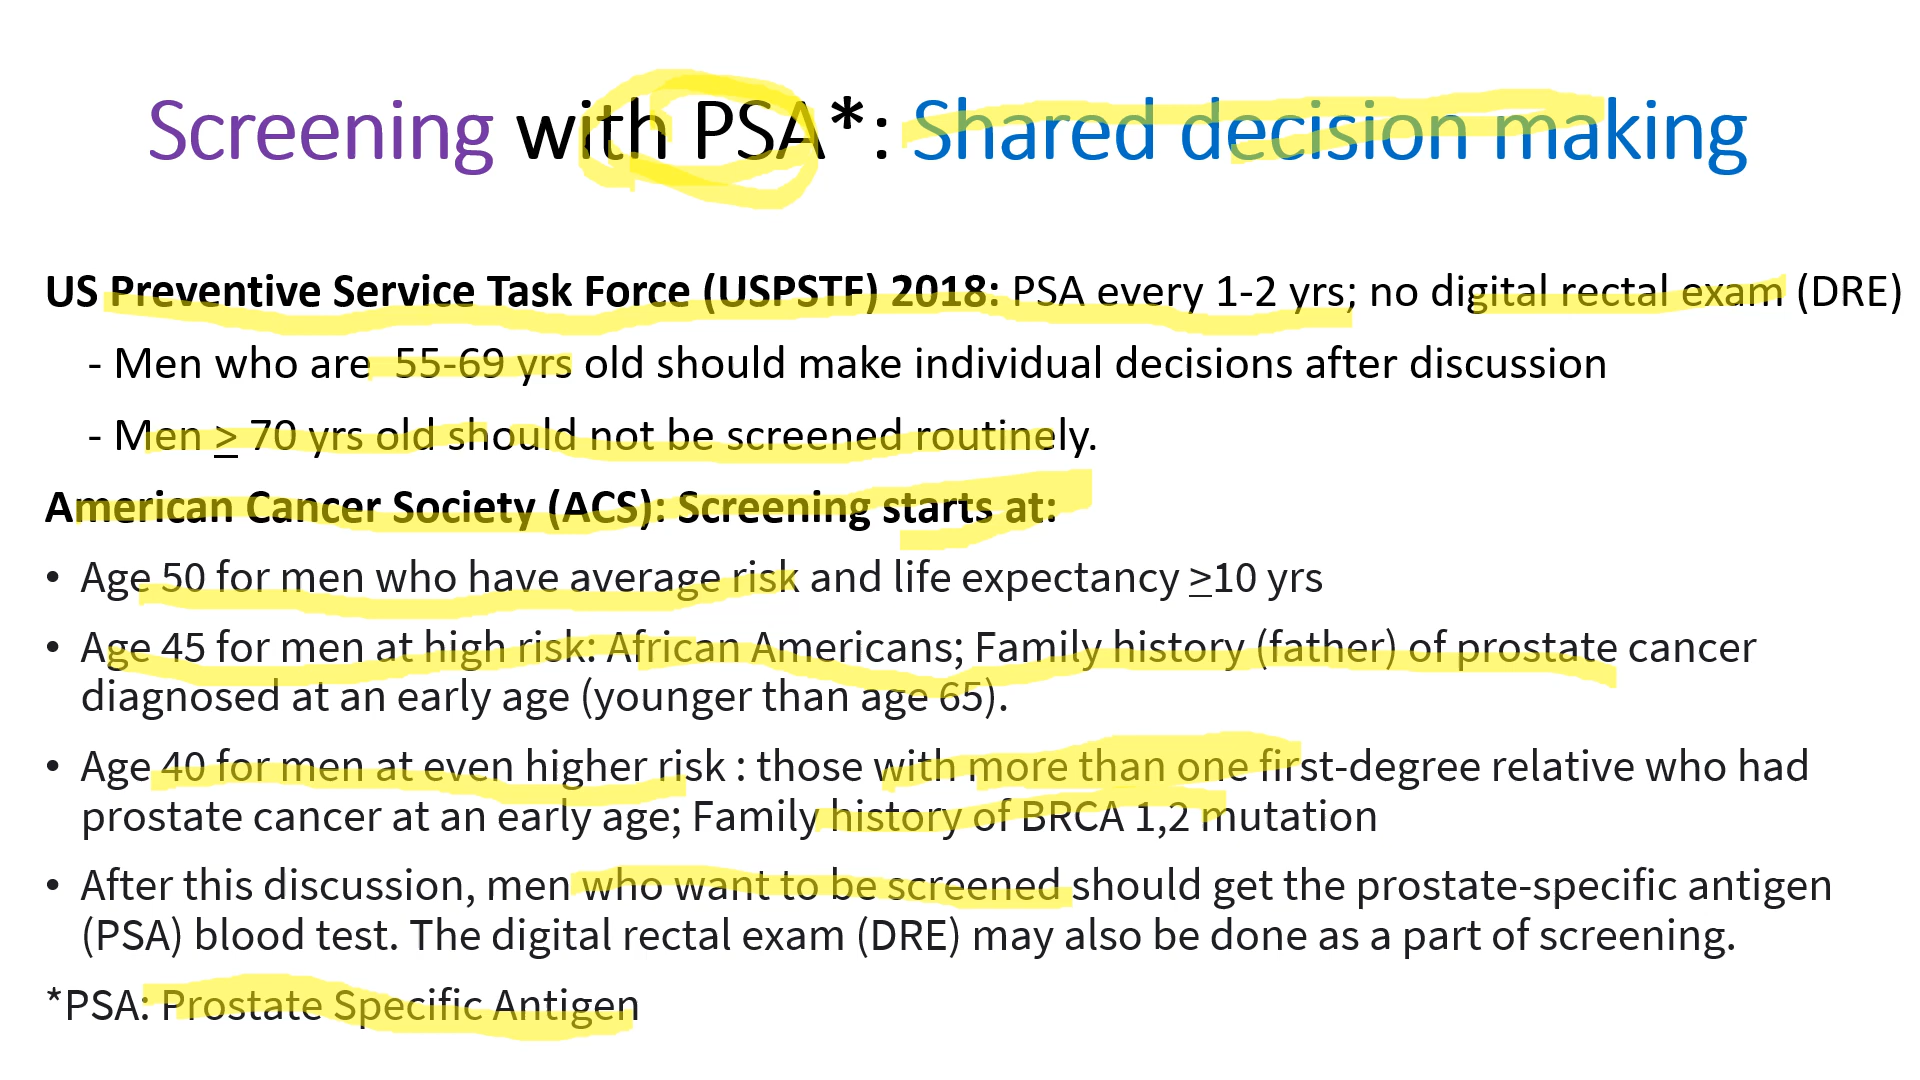 Screening with PSA*: Shared decision making
US Preventive Service Task Force (USPSTF) 2018: PSA every 1-2 yrs; no digital rectal exam (DRE)
- Men who are 55-69 yrs old should make individual decisions after discussion
- Men ≥ 70 yrs old should not be screened routinely.
American Cancer Society (ACS): Screening starts at:
• Age 50 for men who have average risk and life expectancy ≥10 yrs
• Age 45 for men at high risk: African Americans; Family history (father) of prostate cancer
diagnosed at an early age (younger than age 65).
• Age 40 for men at even higher risk : those with more than one first-degree relative who had
prostate cancer at an early age; Family history of BRCA 1,2 mutation
• After this discussion, men who want to be screened should get the prostate-specific antigen
(PSA) blood test. The digital rectal exam (DRE) may also be done as a part of screening.
*PSA: Prostate Specific Antigen